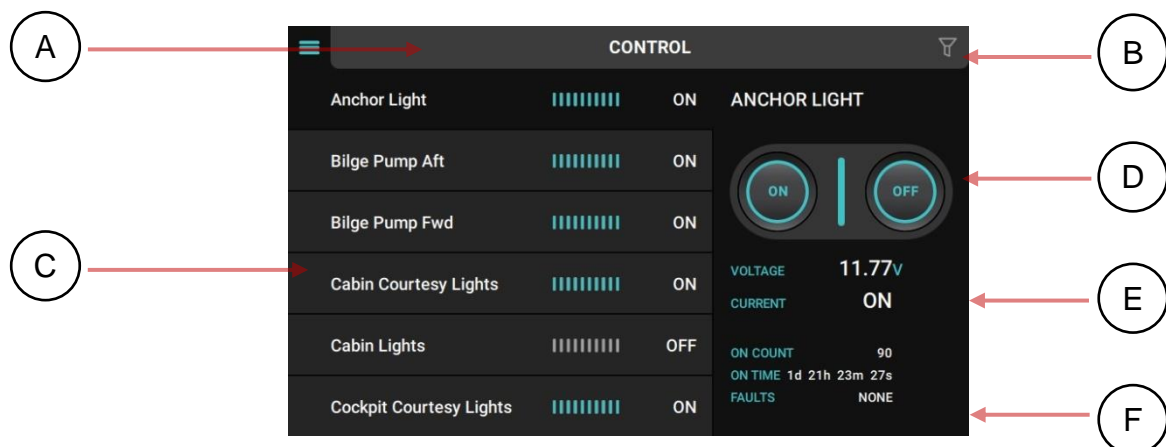 A
CONTROL
B
Anchor Light ON
Bilge Pump Aft ON
Bilge Pump Fwd ON
C
Cabin Courtesy Lights ON
Cabin Lights OFF
Cockpit Courtesy Lights ON
ANCHOR LIGHT
ON OFF
D
VOLTAGE 11.77V
CURRENT ON
E
ON COUNT 90
ON TIME 1d 21h 23m 27s
FAULTS NONE
F